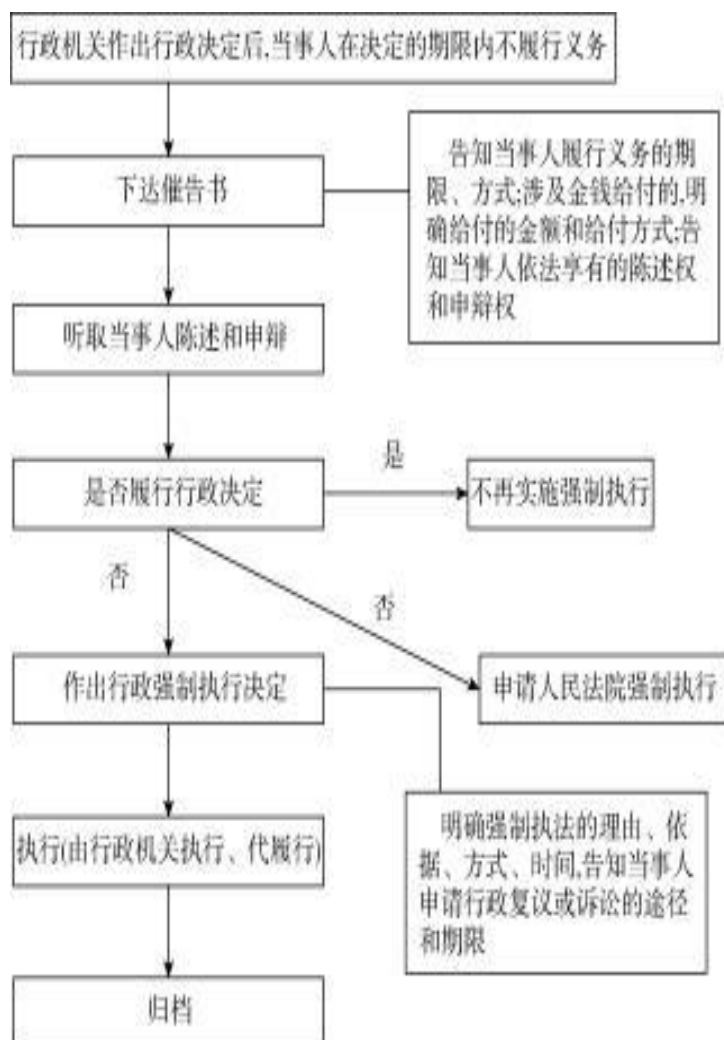 行政机关作出行政决定后,当事人在决定的期限内不履行义务
下达催告书
告知当事人履行义务的期
限、方式;涉及金钱给付的,明
确给付的金额和给付方式;告
知当事人依法享有的陈述权
和申辩权
听取当事人陈述和申辩
是否履行行政决定
是
不再实施强制执行
否
否
作出行政强制执行决定
申请人民法院强制执行
执行(由行政机关执行、代履行)
明确强制执法的理由、依
据、方式、时间,告知当事人
申请行政复议或诉讼的途径
和期限
归档